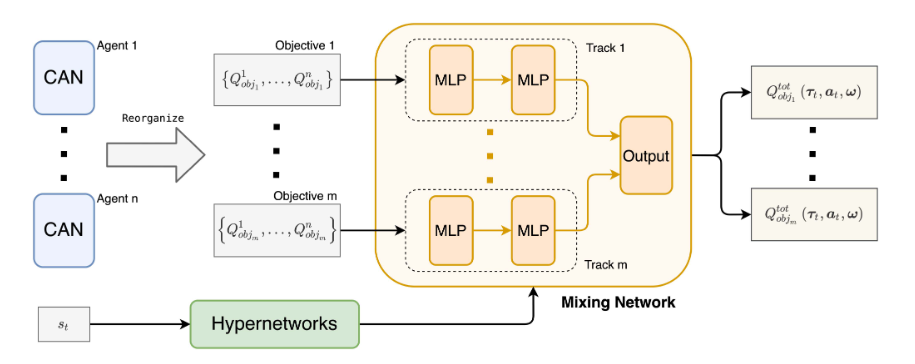 Agent 1
CAN
Agent n
CAN
Reorganize
Objective 1
{Q^1_{obj_1}, . . . , Q^n_{obj_1}}
Objective m
{Q^1_{obj_m}, . . . , Q^n_{obj_m}}
Track 1
MLP
MLP
MLP
MLP
Track m
Output
Mixing Network
Q^{tot}_{obj_1} (τ_t, a_t, ω)
Q^{tot}_{obj_m} (τ_t, a_t, ω)
s_t
Hypernetworks